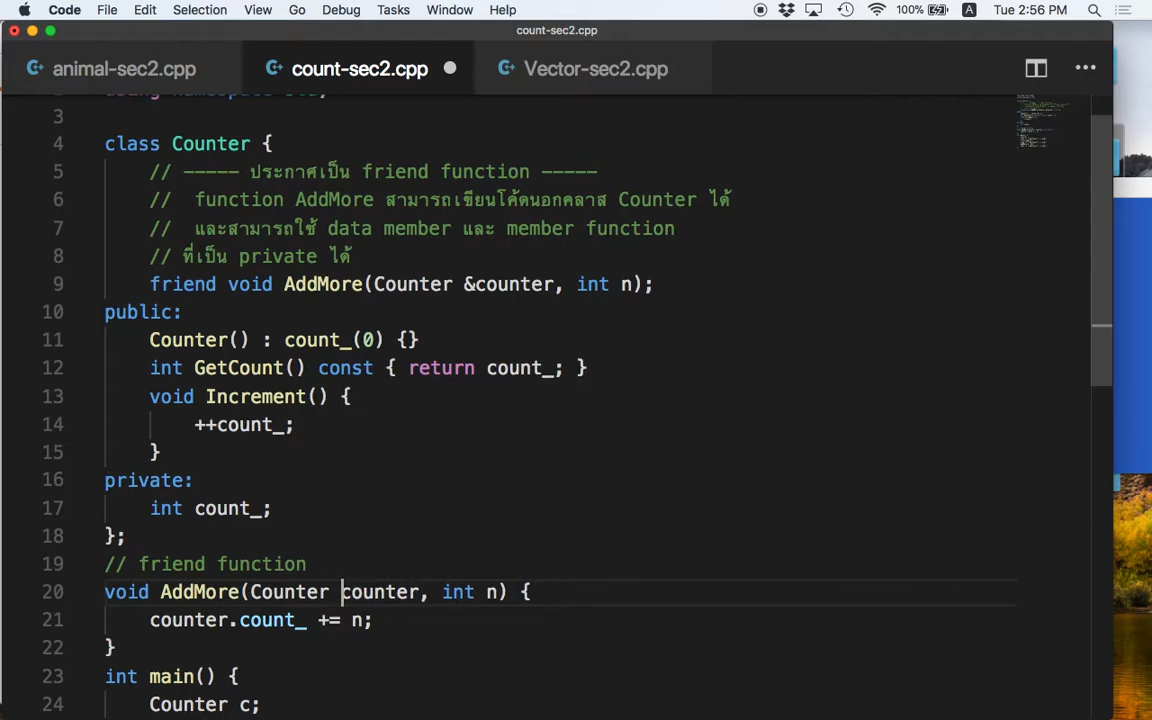 Code File Edit Selection View Go Debug Tasks Window Help 100% A Tue 2:56 PM
count-sec2.cpp
animal-sec2.cpp count-sec2.cpp Vector-sec2.cpp
3
4 class Counter {
5 // ----- ประกาศเป็น friend function -----
6 // function AddMore สามารถเขียนโค้ดนอกคลาส Counter ได้
7 // และสามารถใช้ data member และ member function
8 // ที่เป็น private ได้
9 friend void AddMore(Counter &counter, int n);
10 public:
11 Counter() : count_(0) {}
12 int GetCount() const { return count_; }
13 void Increment() {
14 ++count_;
15 }
16 private:
17 int count_;
18 };
19 // friend function
20 void AddMore(Counter counter, int n) {
21 counter.count_ += n;
22 }
23 int main() {
24 Counter c;